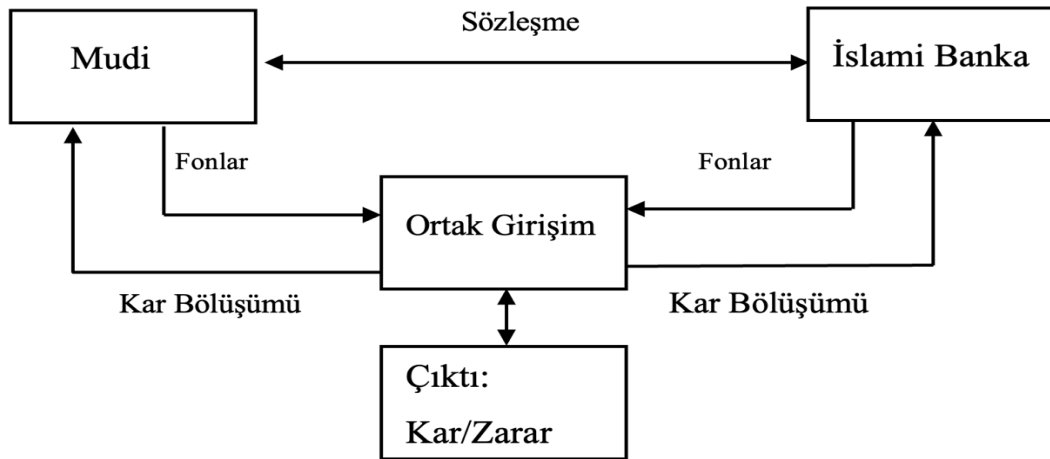 Sözleşme
Mudi
İslami Banka
Fonlar
Fonlar
Ortak Girişim
Kar Bölüşümü
Kar Bölüşümü
Çıktı:
Kar/Zarar